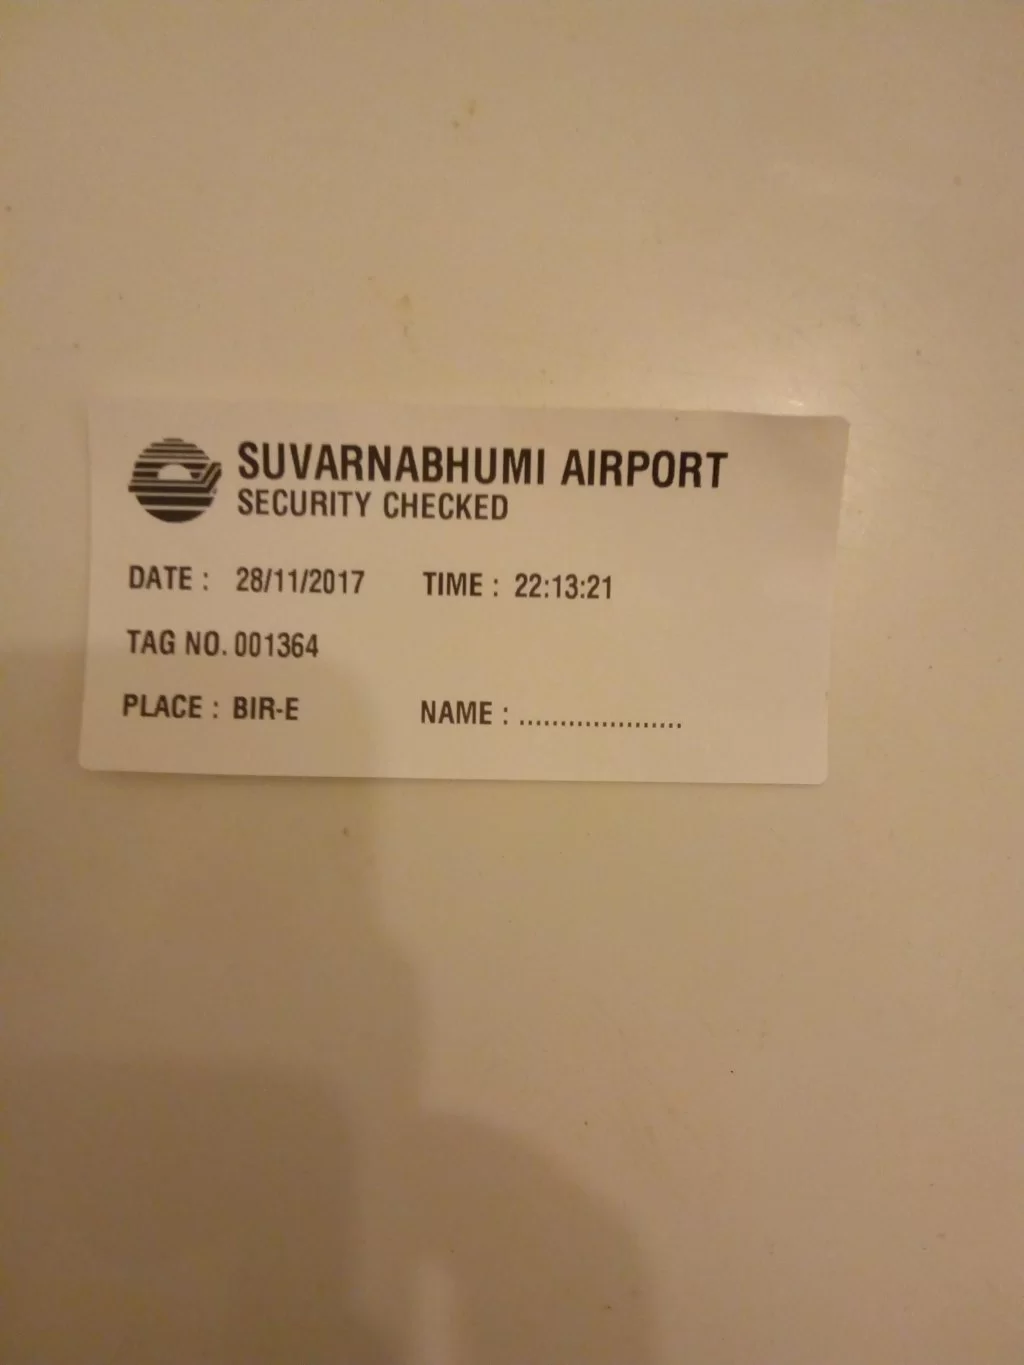 SUVARNABHUMI AIRPORT
SECURITY CHECKED
DATE : 28/11/2017 TIME : 22:13:21
TAG NO. 001364
PLACE : BIR-E NAME : ....................